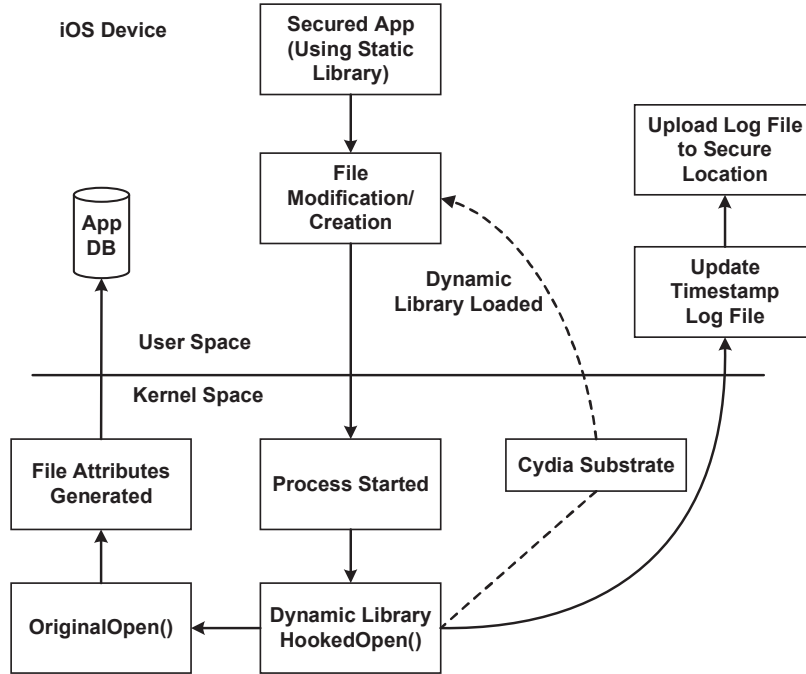 iOS Device
Secured App
(Using Static
Library)
Upload Log File
to Secure
Location
File
Modification/
Creation
App
DB
Dynamic
Library Loaded
Update
Timestamp
Log File
User Space
Kernel Space
File Attributes
Generated
Process Started
Cydia Substrate
OriginalOpen()
Dynamic Library
HookedOpen()